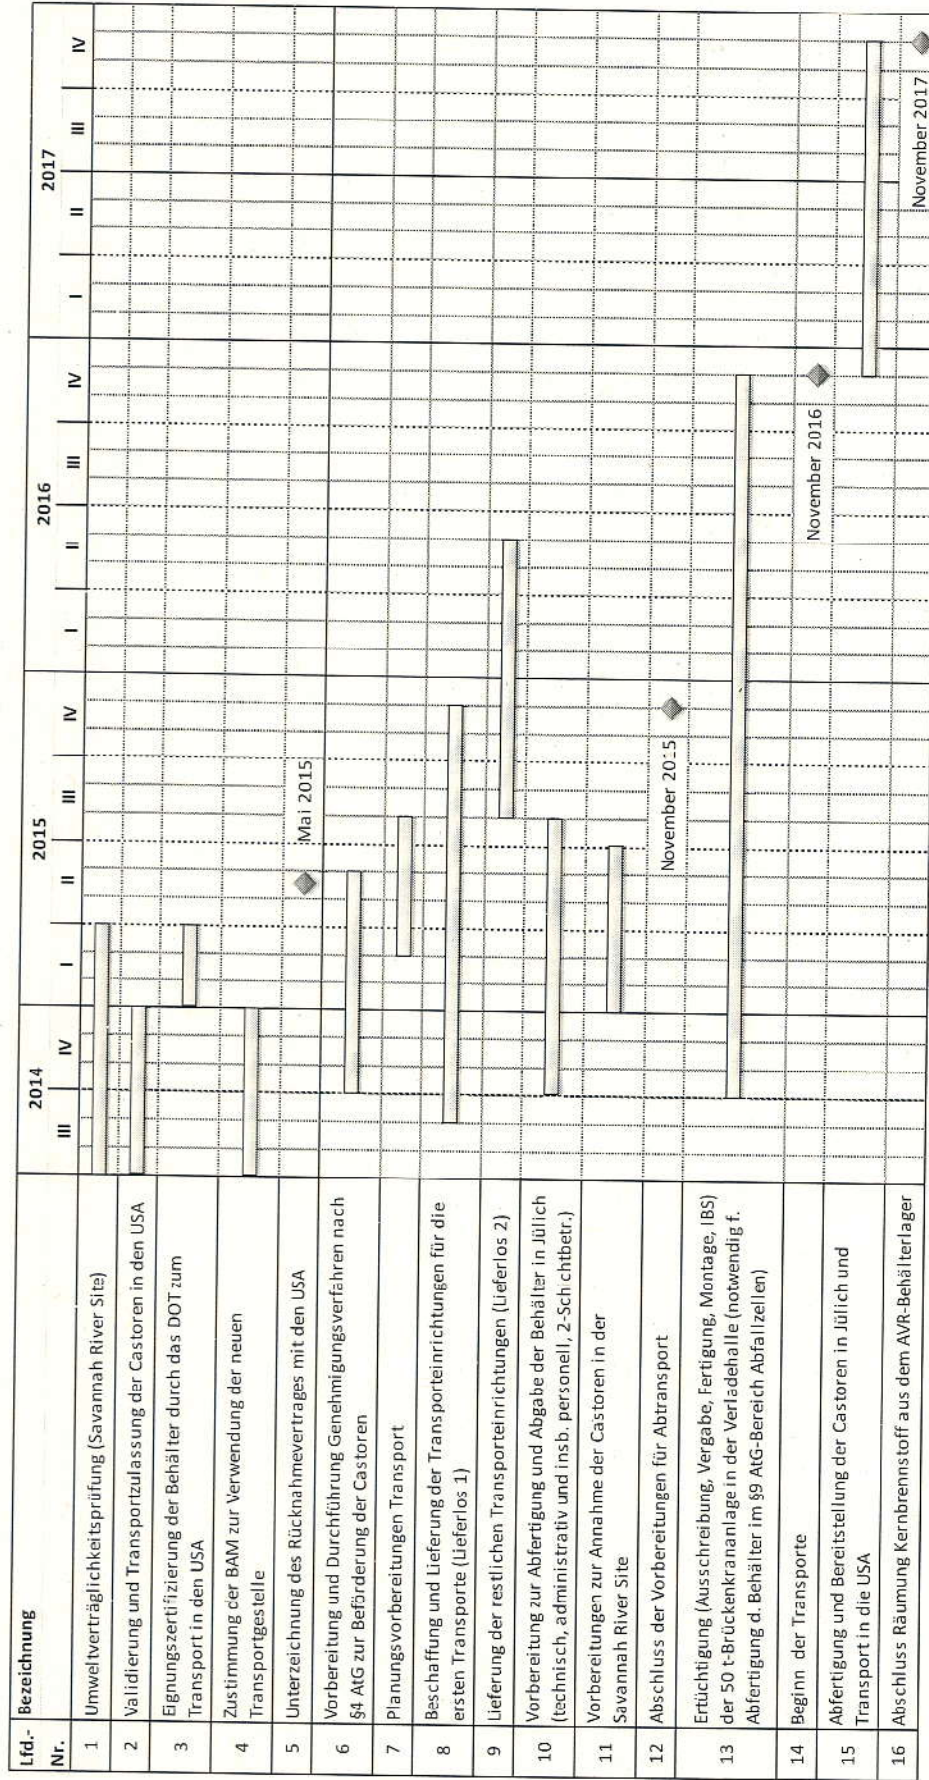 Lfd.-
Nr.
Bezeichnung
2014
2015
2016
2017
III
IV
I
II
III
IV
I
II
III
IV
I
II
III
IV
1
Umweltverträglichkeitsprüfung (Savannah River Site)
2
Validierung und Transportzulassung der Castoren in den USA
3
Eignungszertifizierung der Behälter durch das DOT zum
Transport in den USA
4
Zustimmung der BAM zur Verwendung der neuen
Transportgestelle
5
Unterzeichnung des Rücknahmevertrages mit den USA
Mai 2015
6
Vorbereitung und Durchführung Genehmigungsverfahren nach
§4 AtG zur Beförderung der Castoren
7
Planungsvorbereitungen Transport
8
Beschaffung und Lieferung der Transporteinrichtungen für die
ersten Transporte (Lieferlos 1)
9
Lieferung der restlichen Transporteinrichtungen (Lieferlos 2)
10
Vorbereitung zur Abfertigung und Abgabe der Behälter in Jülich
(technisch, administrativ und insb. personell, 2-Schichtbetr.)
11
Vorbereitungen zur Annahme der Castoren in der
Savannah River Site
12
Abschluss der Vorbereitungen für Abtransport
November 2015
13
Ertüchtigung (Ausschreibung, Vergabe, Fertigung, Montage, IBS)
der 50 t-Brückenkrananlage in der Verladehalle (notwendig f.
Abfertigung d. Behälter im §9 AtG-Bereich Abfallzellen)
14
Beginn der Transporte
November 2016
15
Abfertigung und Bereitstellung der Castoren in Jülich und
Transport in die USA
16
Abschluss Räumung Kernbrennstoff aus dem AVR-Behälterlager
November 2017